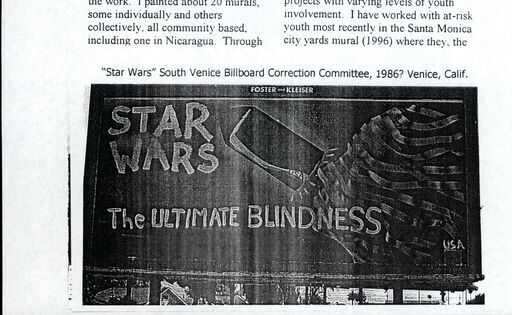 the work. I painted about 20 murals,
some individually and others
collectively, all community based,
including one in Nicaragua. Through
projects with varying levels of youth
involvement. I have worked with at-risk
youth most recently in the Santa Monica
city yards mural (1996) where they, the
"Star Wars" South Venice Billboard Correction Committee, 1986? Venice, Calif.
FOSTER and KLEISER
STAR
WARS
USA
The ULTIMATE BLINDNESS
USA